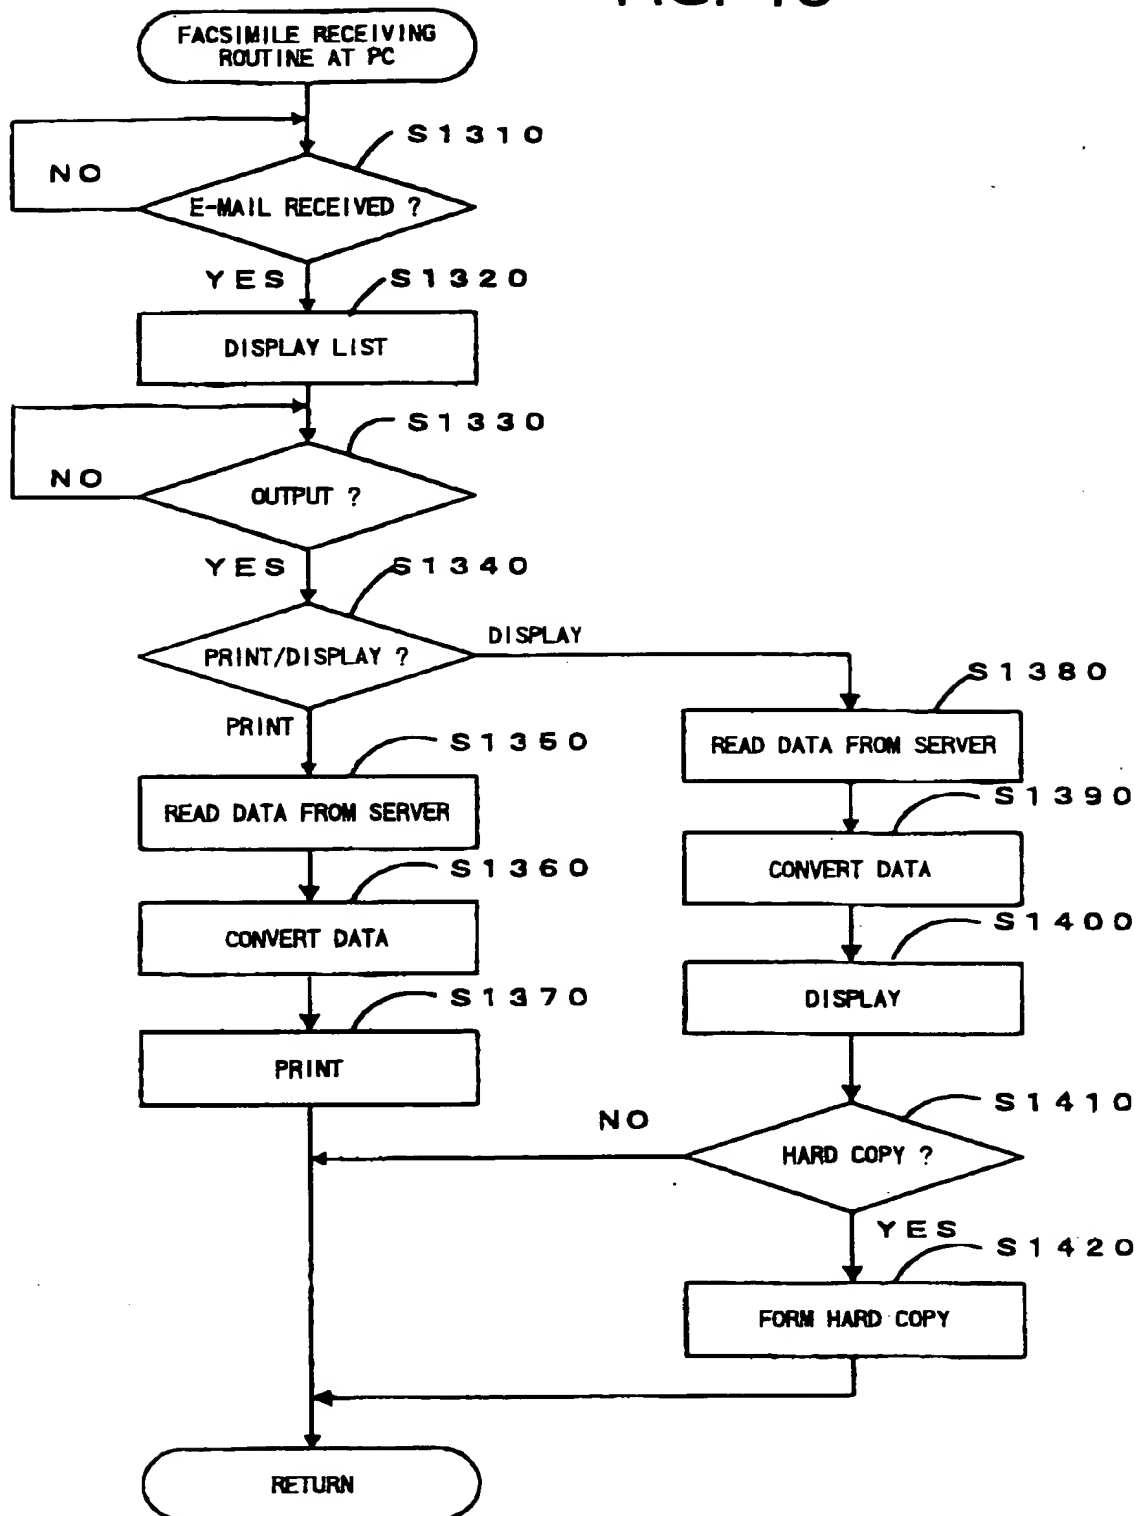 FACSIMILE RECEIVING
ROUTINE AT PC
S1310
NO
E-MAIL RECEIVED ?
YES
S1320
DISPLAY LIST
S1330
NO
OUTPUT ?
YES
S1340
PRINT/DISPLAY ?
DISPLAY
PRINT
S1350
READ DATA FROM SERVER
S1360
CONVERT DATA
S1370
PRINT
S1380
READ DATA FROM SERVER
S1390
CONVERT DATA
S1400
DISPLAY
S1410
HARD COPY ?
NO
YES
S1420
FORM HARD COPY
RETURN